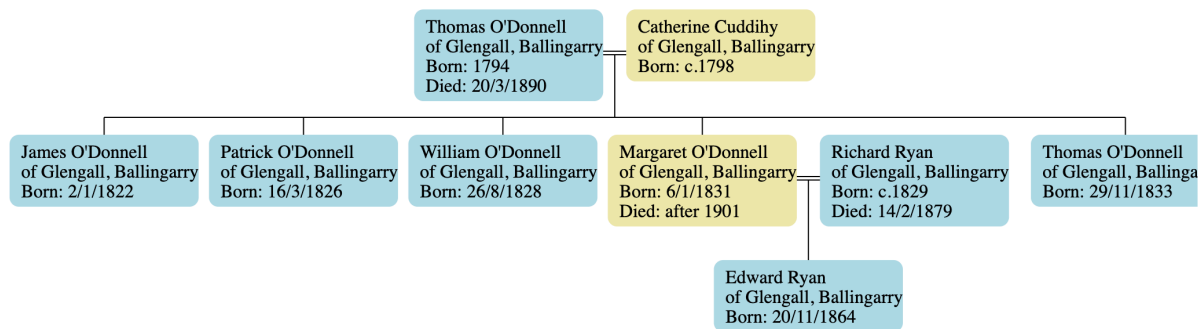 Thomas O'Donnell
of Glengall, Ballingarry
Born: 1794
Died: 20/3/1890
Catherine Cuddihy
of Glengall, Ballingarry
Born: c.1798
James O'Donnell
of Glengall, Ballingarry
Born: 2/1/1822
Patrick O'Donnell
of Glengall, Ballingarry
Born: 16/3/1826
William O'Donnell
of Glengall, Ballingarry
Born: 26/8/1828
Margaret O'Donnell
of Glengall, Ballingarry
Born: 6/1/1831
Died: after 1901
Richard Ryan
of Glengall, Ballingarry
Born: c.1829
Died: 14/2/1879
Thomas O'Donnell
of Glengall, Ballinga
Born: 29/11/1833
Edward Ryan
of Glengall, Ballingarry
Born: 20/11/1864